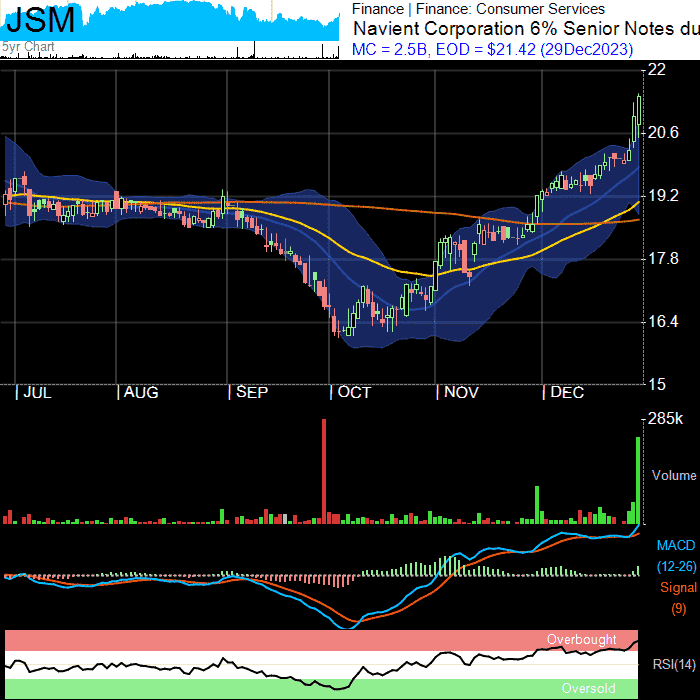 JSM
5yr Chart
Finance | Finance: Consumer Services
Navient Corporation 6% Senior Notes du
MC = 2.5B, EOD = $21.42 (29Dec2023)
22
20.6
19.2
17.8
16.4
15
| JUL | AUG | SEP | OCT | NOV | DEC
285k
Volume
MACD
(12-26)
Signal
(9)
Overbought
RSI(14)
Oversold